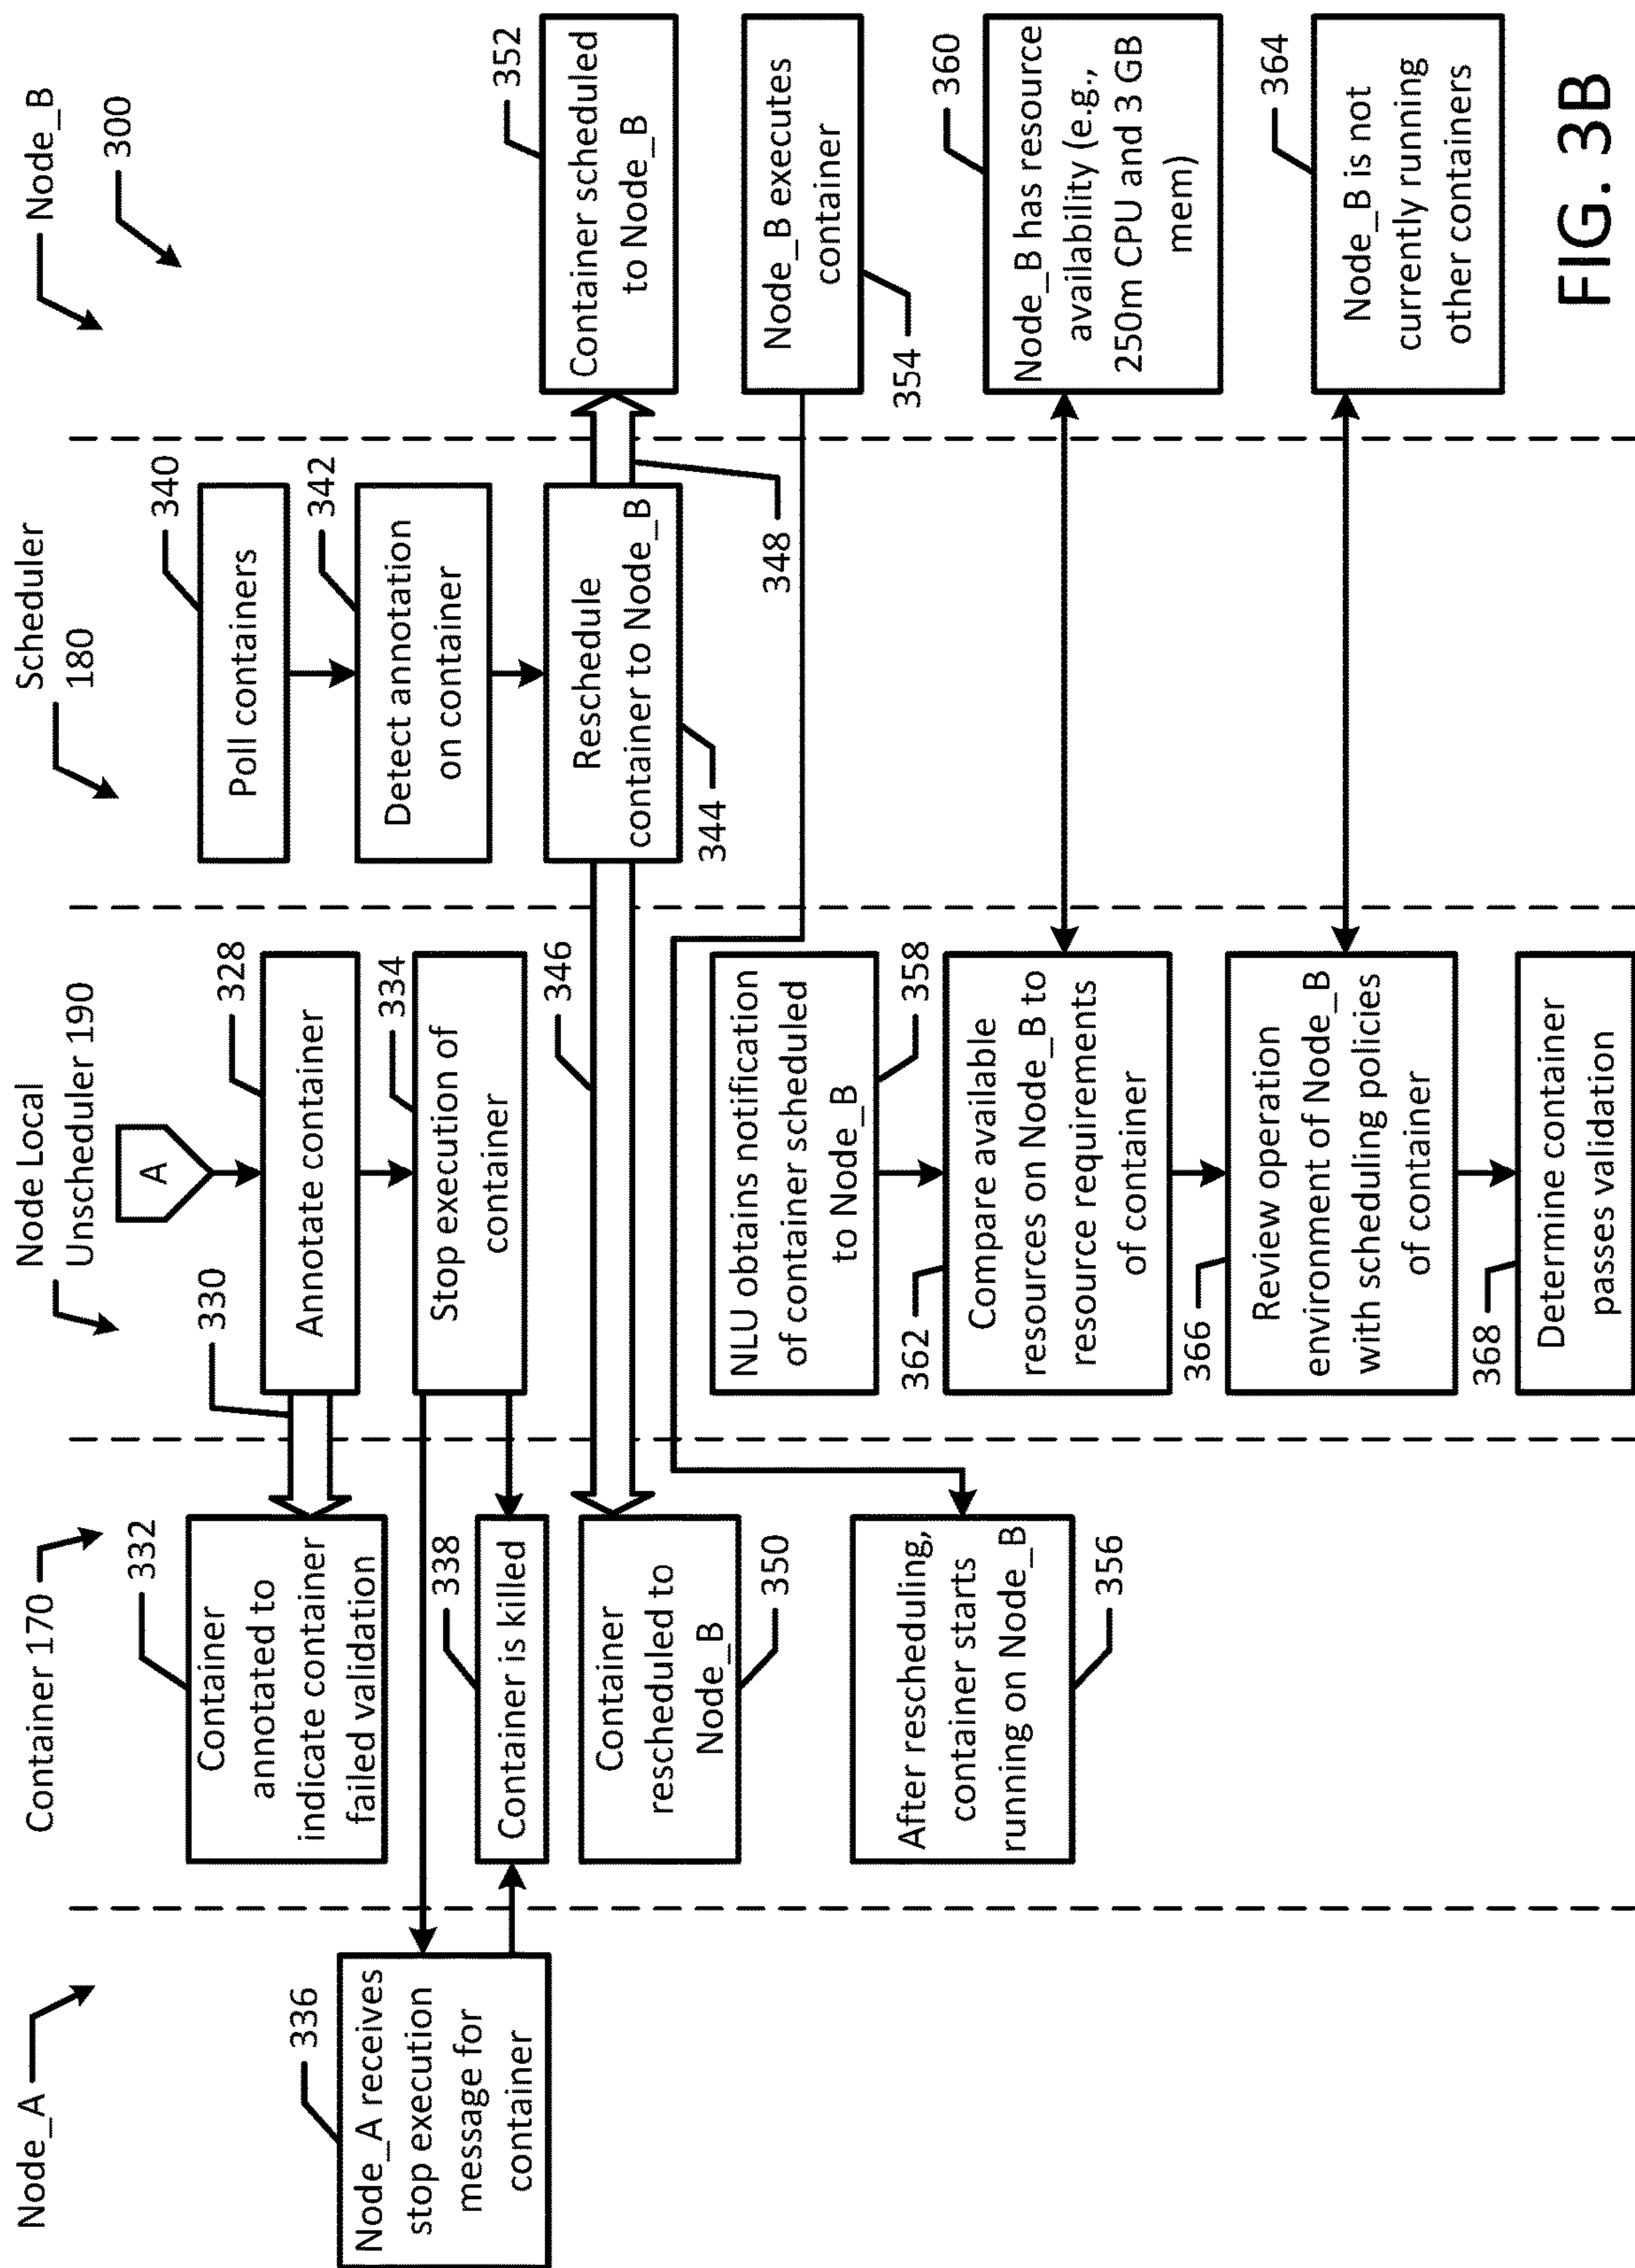 Node_A
Container 170
Node Local
Unscheduler 190
Scheduler
180
Node_B
300
A
330
328
Annotate container
332
Container
annotated to
indicate container
failed validation
334
Stop execution of
container
336
Node_A receives
stop execution
message for
container
338
Container is killed
340
Poll containers
342
Detect annotation
on container
Reschedule
container to Node_B
344
346
348
Container
rescheduled to
Node_B
350
352
Container scheduled
to Node_B
Node_B executes
container
354
After rescheduling,
container starts
running on Node_B
356
NLU obtains notification
of container scheduled
to Node_B
358
Node_B has resource
availability (e.g.,
250m CPU and 3 GB
mem)
360
362
Compare available
resources on Node_B to
resource requirements
of container
364
Node_B is not
currently running
other containers
366
Review operation
environment of Node_B
with scheduling policies
of container
368
Determine container
passes validation
FIG. 3B